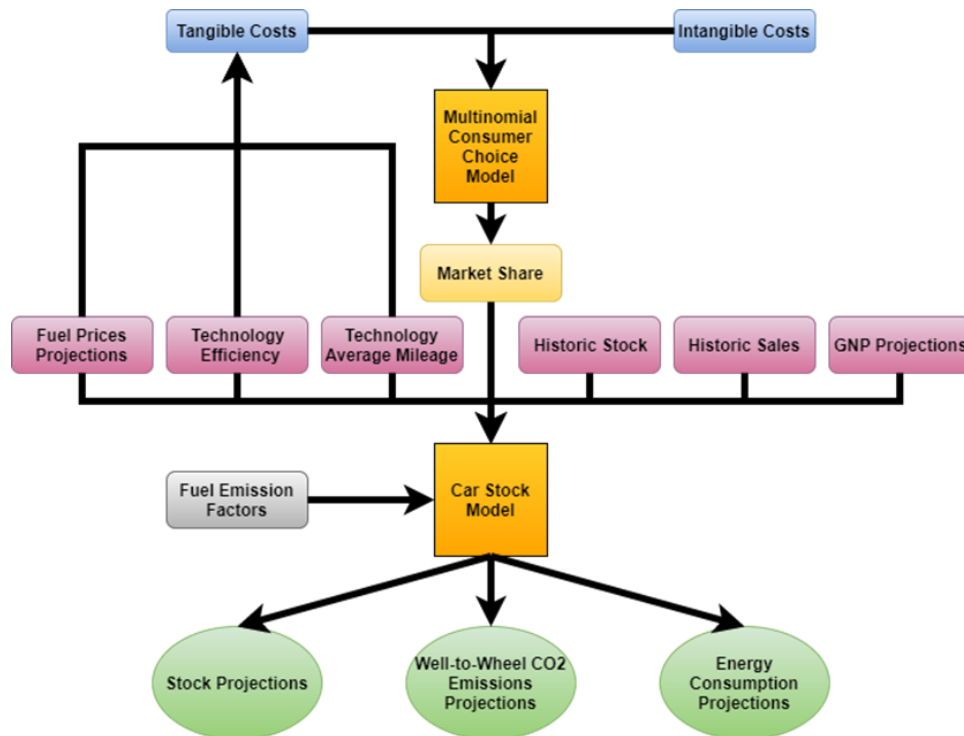 Tangible Costs
Intangible Costs
Multinomial
Consumer
Choice
Model
Market Share
Fuel Prices
Projections
Technology
Efficiency
Technology
Average Mileage
Historic Stock
Historic Sales
GNP Projections
Fuel Emission
Factors
Car Stock
Model
Stock Projections
Well-to-Wheel CO2
Emissions
Projections
Energy
Consumption
Projections